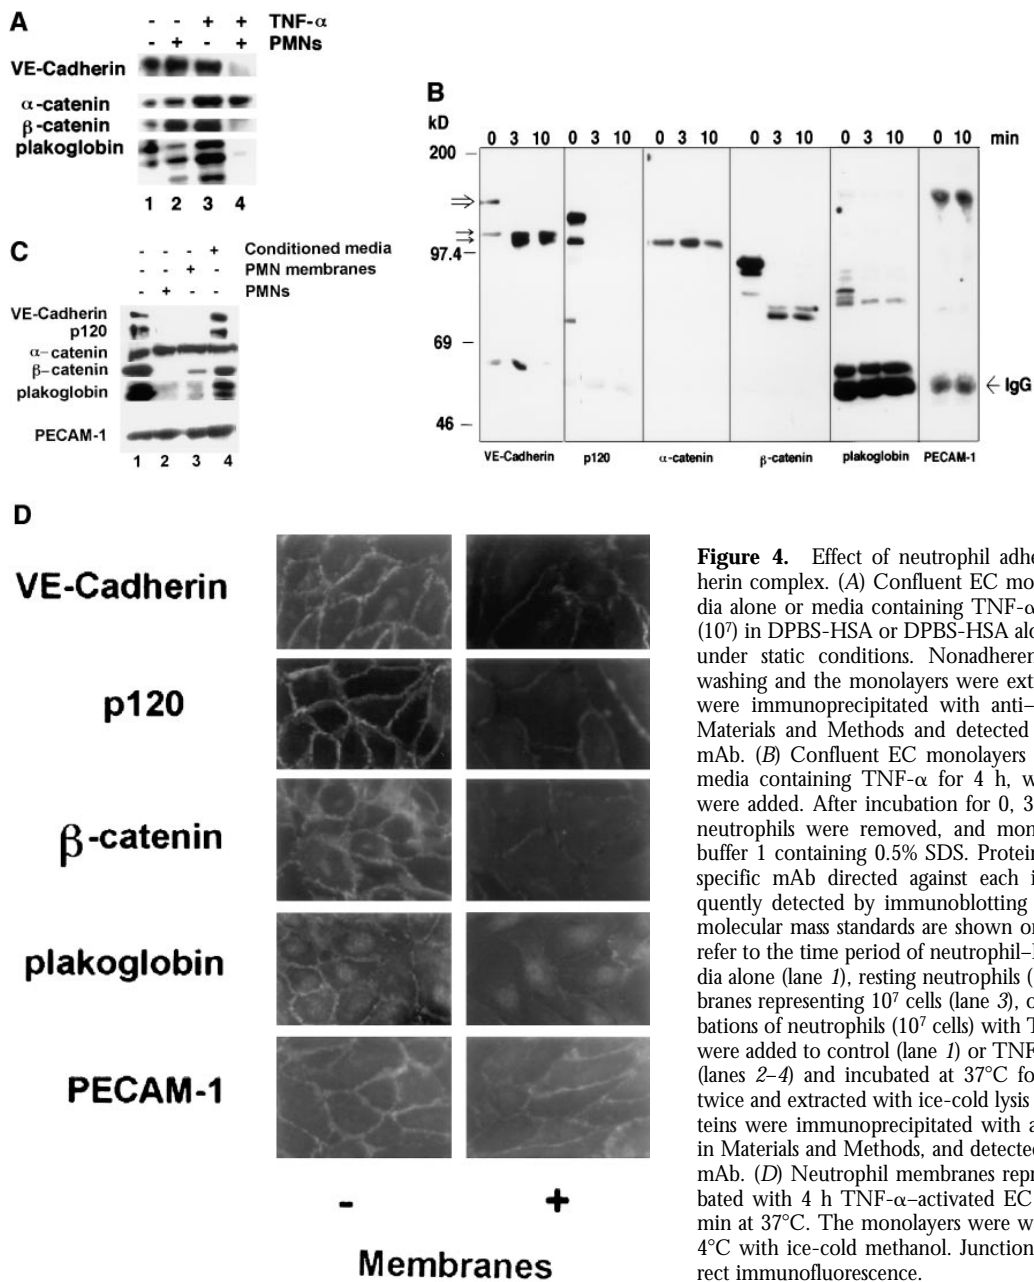 A
- - + + TNF-α
- + - + PMNs
VE-Cadherin
α-catenin
β-catenin
plakoglobin
1 2 3 4
B
kD
0 3 10 0 3 10 0 3 10 0 3 10 0 3 10 0 10 min
200
97.4
69
46
IgG
VE-Cadherin p120 α-catenin β-catenin plakoglobin PECAM-1
C
- - - + Conditioned media
- - + - PMN membranes
- + - - PMNs
VE-Cadherin
p120
α-catenin
β-catenin
plakoglobin
PECAM-1
1 2 3 4
D
VE-Cadherin
p120
β-catenin
plakoglobin
PECAM-1
- +
Membranes
Figure 4. Effect of neutrophil adhe
herin complex. (A) Confluent EC mo
dia alone or media containing TNF-α
(10⁷) in DPBS-HSA or DPBS-HSA alo
under static conditions. Nonadheren
washing and the monolayers were ext
were immunoprecipitated with anti–
Materials and Methods and detected
mAb. (B) Confluent EC monolayers
media containing TNF-α for 4 h, w
were added. After incubation for 0, 3
neutrophils were removed, and mon
buffer 1 containing 0.5% SDS. Protein
specific mAb directed against each i
quently detected by immunoblotting
molecular mass standards are shown or
refer to the time period of neutrophil–
dia alone (lane 1), resting neutrophils (
branes representing 10⁷ cells (lane 3), o
bations of neutrophils (10⁷ cells) with T
were added to control (lane 1) or TNF
(lanes 2–4) and incubated at 37°C fo
twice and extracted with ice-cold lysis
teins were immunoprecipitated with a
in Materials and Methods, and detected
mAb. (D) Neutrophil membranes repr
bated with 4 h TNF-α–activated EC
min at 37°C. The monolayers were w
4°C with ice-cold methanol. Junction
rect immunofluorescence.